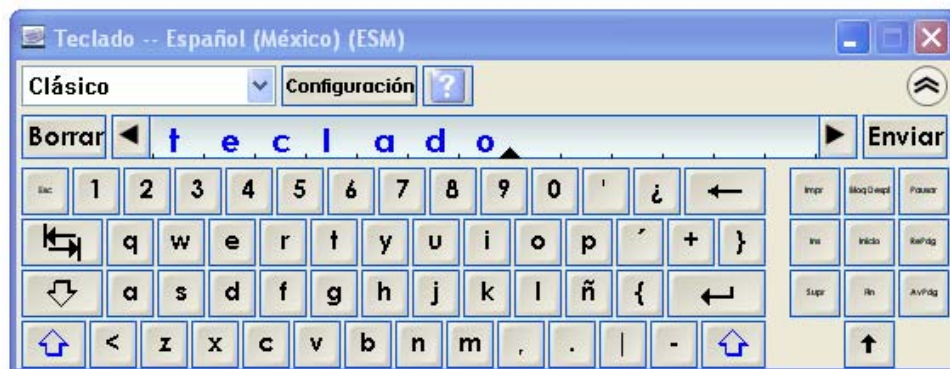 Teclado -- Español (México) (ESM)
Clásico Configuración ?
Borrar teclado Enviar
Esc 1 2 3 4 5 6 7 8 9 0 ' ¿ Impr Bloq Despl Pausar
q w e r t y u i o p ´ + } Ins Inicio RePág
a s d f g h j k l ñ { Supr Fin AvPág
< z x c v b n m , . | -